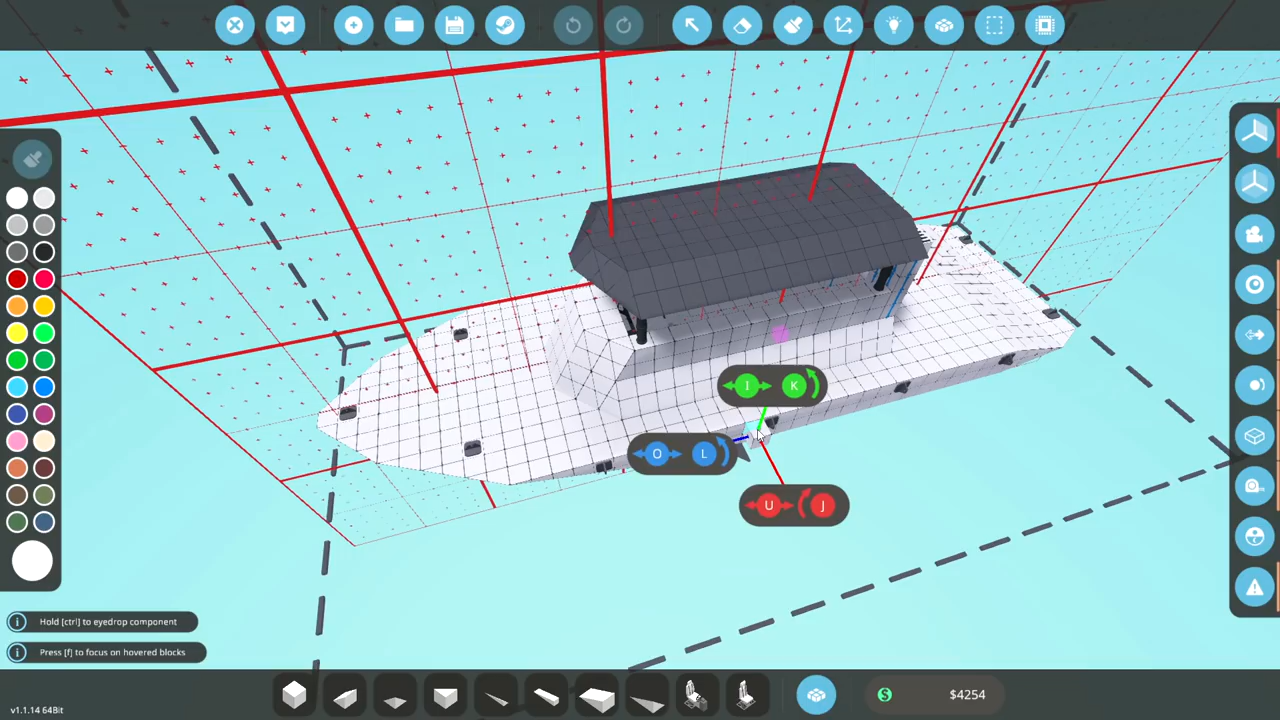 I K
O L
U J
Hold [ctrl] to eyedrop component
Press [f] to focus on hovered blocks
v1.1.14 64Bit
$ $4254